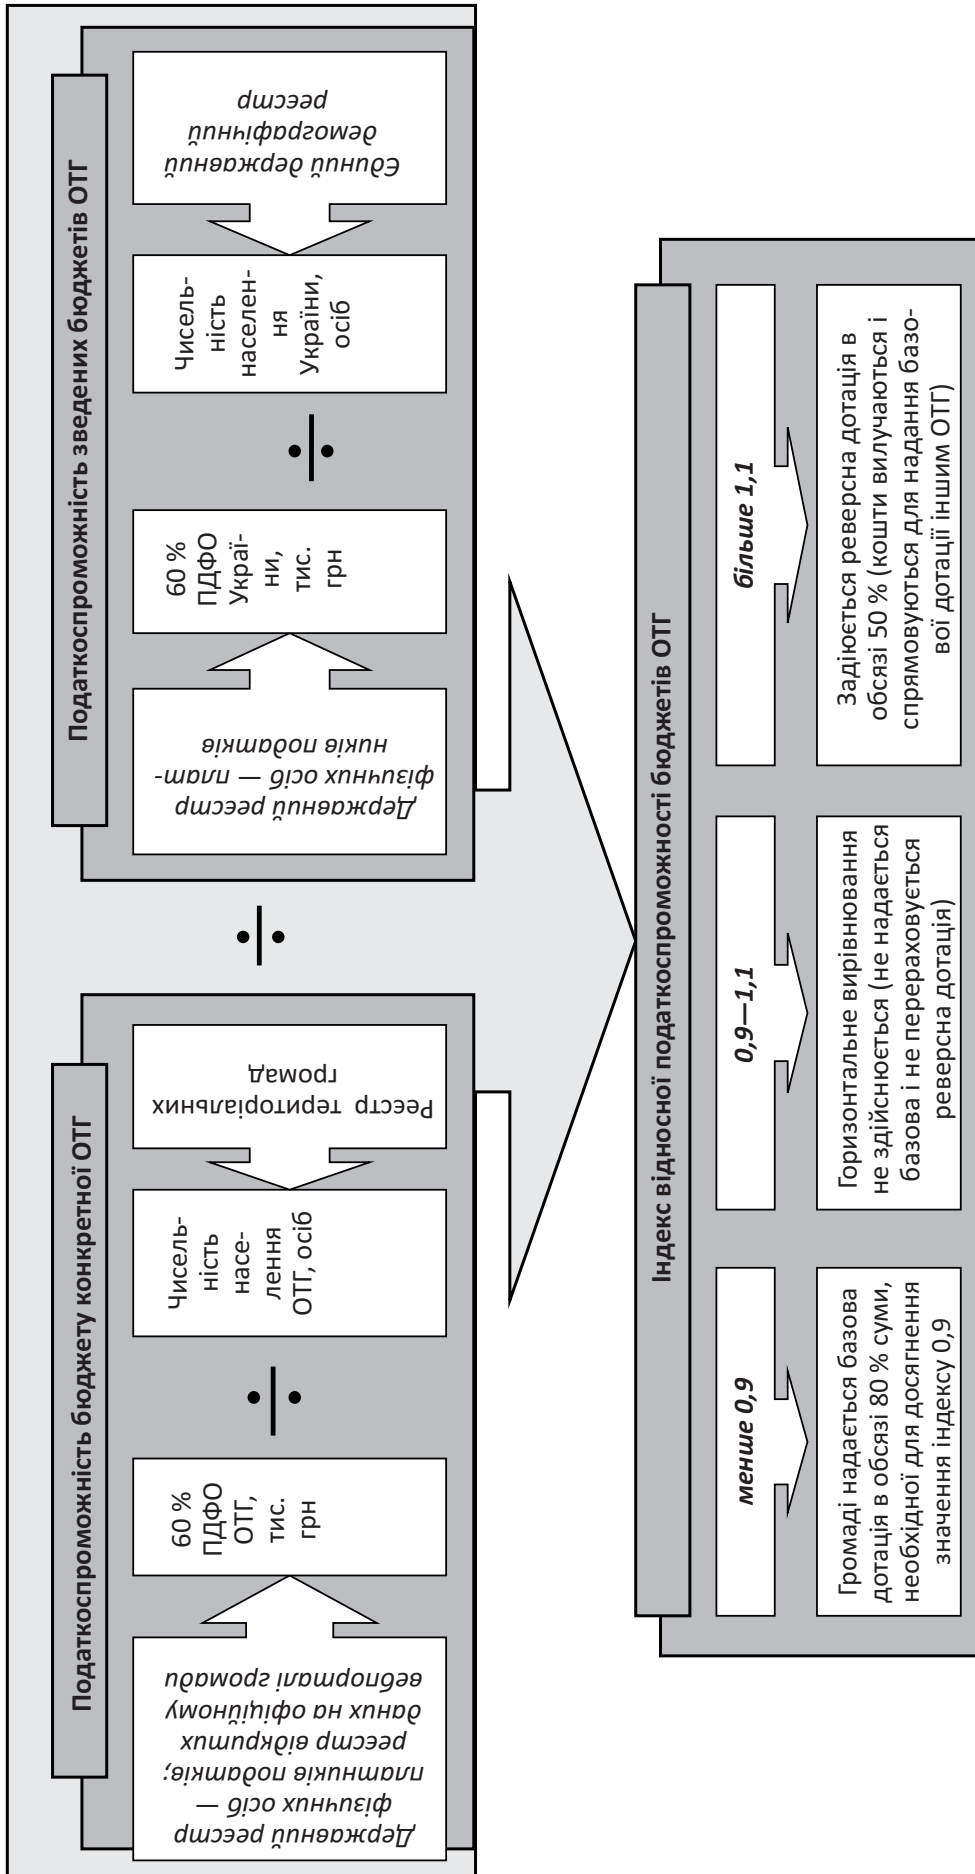 Податкоспроможність бюджету конкретної ОТГ
Державний реєстр
фізичних осіб —
платників податків;
реєстр відкритих
даних на офіційному
вебпорталі громади
60 %
ПДФО
ОТГ,
тис.
грн
Чисель-
ність
насе-
лення
ОТГ, осіб
Реєстр територіальних
громад
Податкоспроможність зведених бюджетів ОТГ
Державний реєстр
фізичних осіб — плат-
ників податків
60 %
ПДФО
Украї-
ни,
тис.
грн
Чисель-
ність
населен-
ня
України,
осіб
Єдиний державний
демографічний
реєстр
Індекс відносної податкоспроможності бюджетів ОТГ
менше 0,9
Громаді надається базова
дотація в обсязі 80 % суми,
необхідної для досягнення
значення індексу 0,9
0,9—1,1
Горизонтальне вирівнювання
не здійснюється (не надається
базова і не перераховується
реверсна дотація)
більше 1,1
Задіюється реверсна дотація в
обсязі 50 % (кошти вилучаються і
спрямовуються для надання базо-
вої дотації іншим ОТГ)